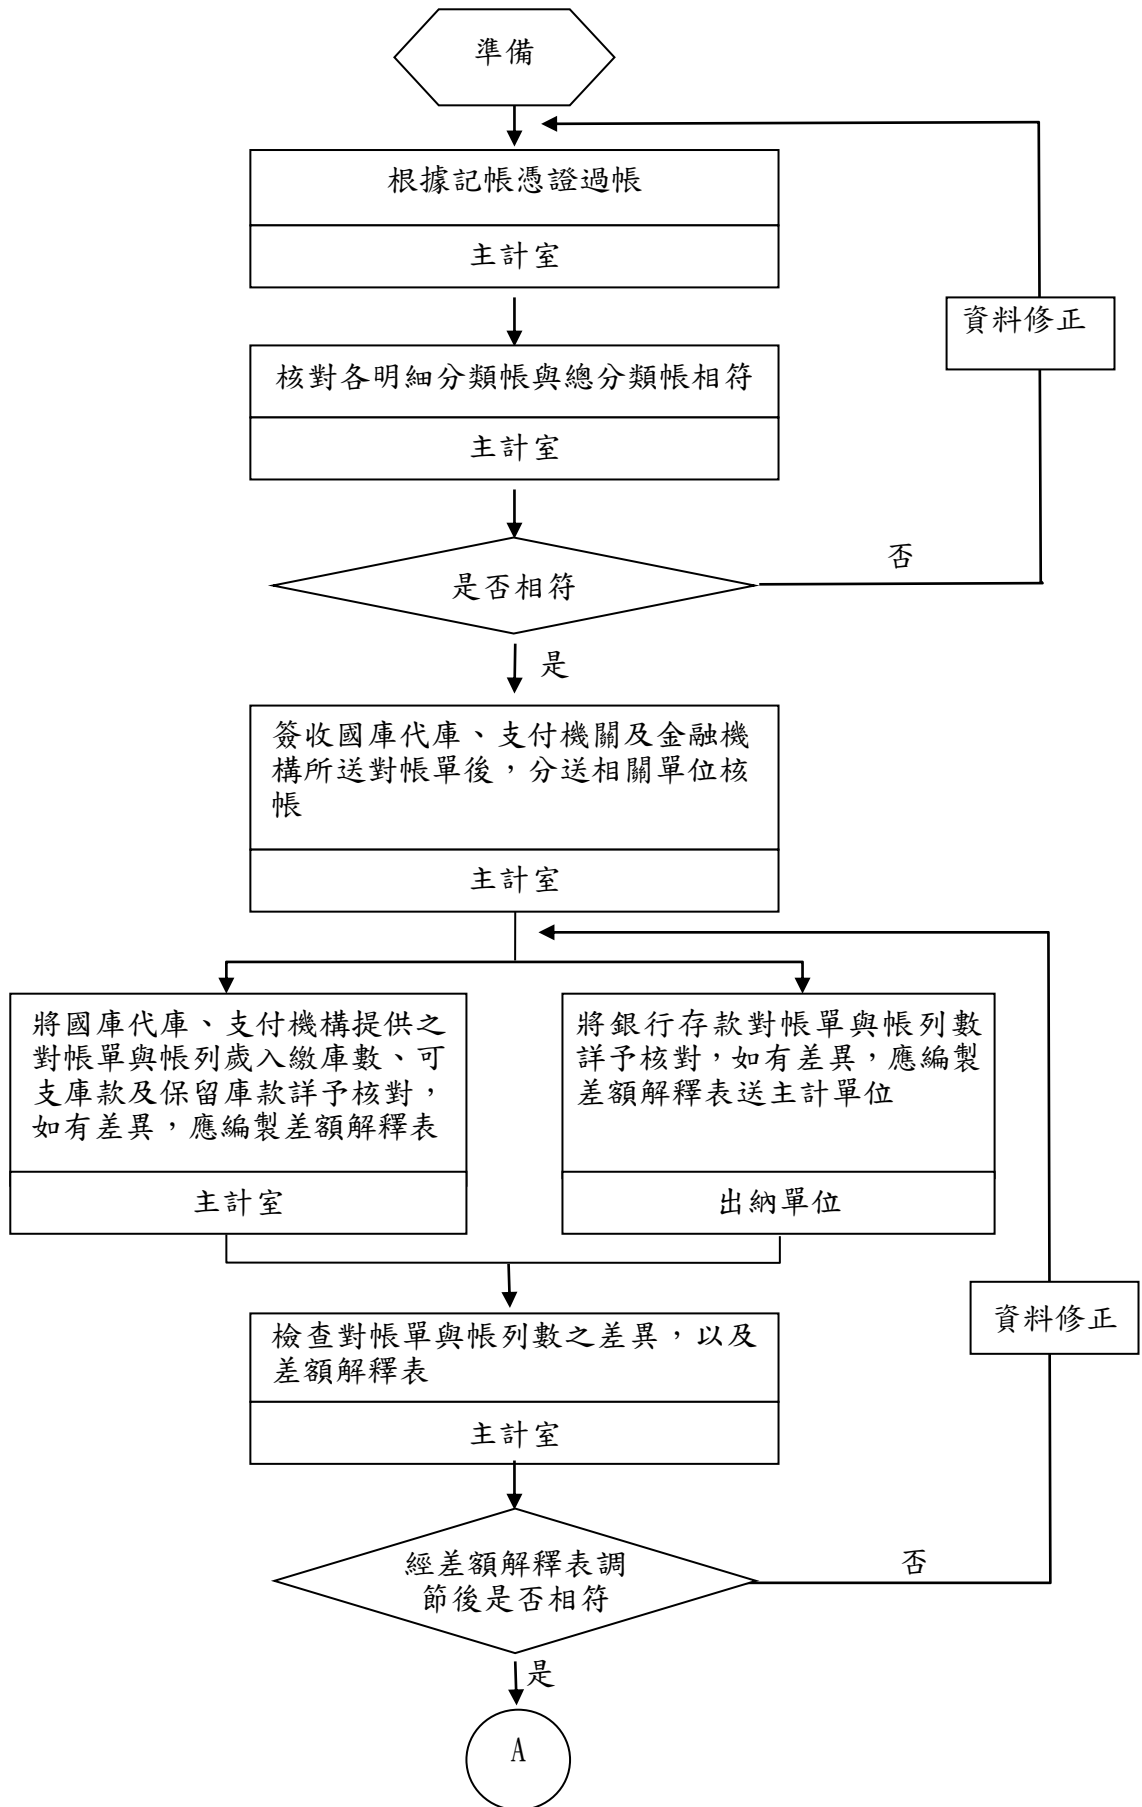 準備
根據記帳憑證過帳
主計室
資料修正
核對各明細分類帳與總分類帳相符
主計室
否
是否相符
是
簽收國庫代庫、支付機關及金融機
構所送對帳單後，分送相關單位核
帳
主計室
將國庫代庫、支付機構提供之
對帳單與帳列歲入繳庫數、可
支庫款及保留庫款詳予核對，
如有差異，應編製差額解釋表
主計室
將銀行存款對帳單與帳列數
詳予核對，如有差異，應編製
差額解釋表送主計單位
出納單位
資料修正
檢查對帳單與帳列數之差異，以及
差額解釋表
主計室
否
經差額解釋表調
節後是否相符
是
A